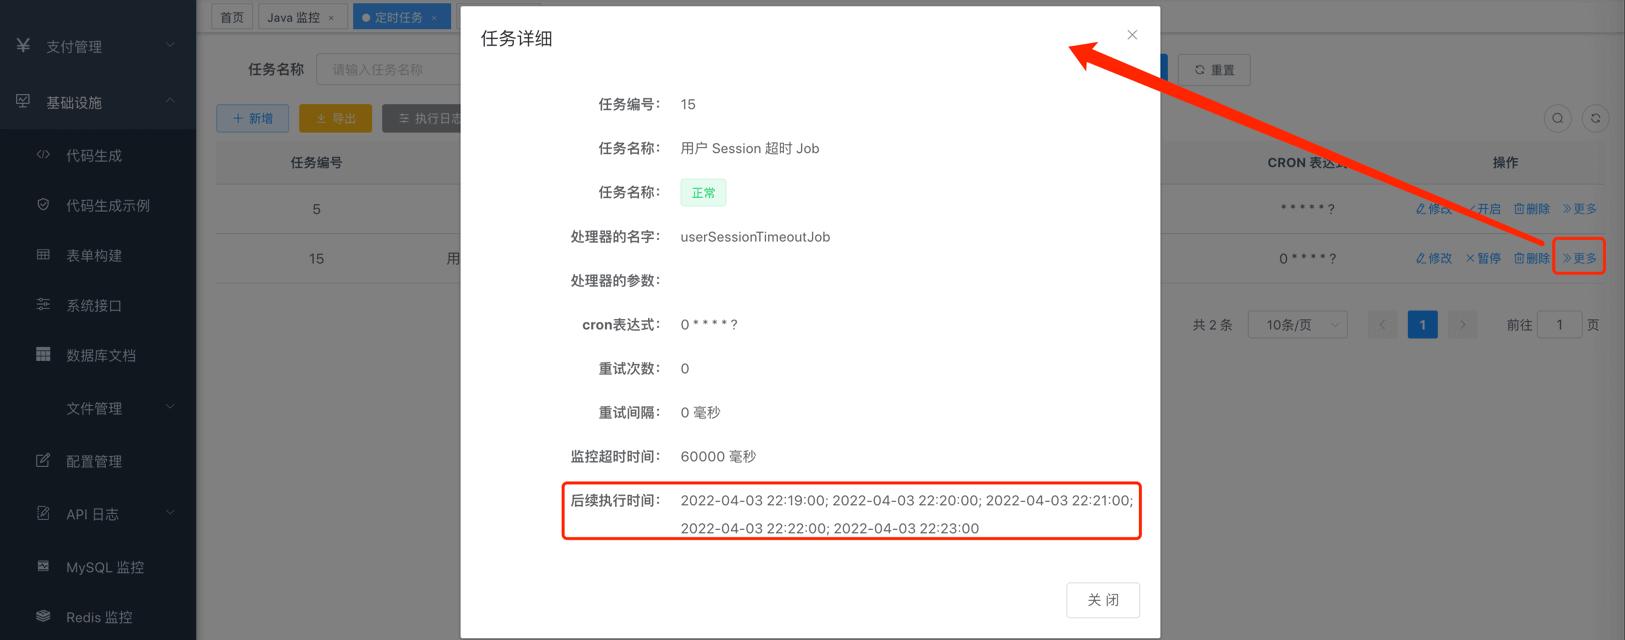 支付管理
基础设施
代码生成
代码生成示例
表单构建
系统接口
数据库文档
文件管理
配置管理
API 日志
MySQL 监控
Redis 监控
首页
Java 监控 ×
定时任务 ×
任务名称 请输入任务名称
重置
+ 新增
导出
执行日志
任务编号
CRON 表达式
操作
5
* * * * * ?
修改 开启 删除 更多
15
用
0 * * * * ?
修改 暂停 删除 更多
共 2 条 10条/页 1 前往 1 页
任务详细
任务编号: 15
任务名称: 用户 Session 超时 Job
任务名称: 正常
处理器的名字: userSessionTimeoutJob
处理器的参数:
cron表达式: 0 * * * * ?
重试次数: 0
重试间隔: 0 毫秒
监控超时时间: 60000 毫秒
后续执行时间: 2022-04-03 22:19:00; 2022-04-03 22:20:00; 2022-04-03 22:21:00;
2022-04-03 22:22:00; 2022-04-03 22:23:00
关 闭